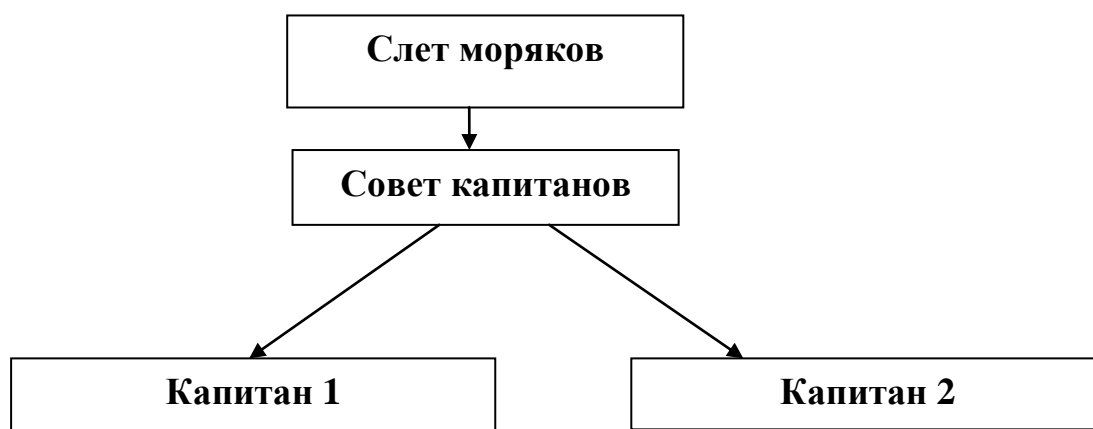 Слет моряков
Совет капитанов
Капитан 1
Капитан 2